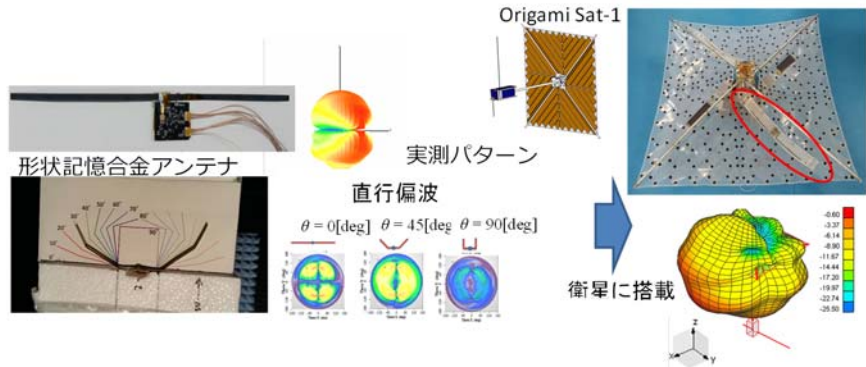 Origami Sat-1
形状記憶合金アンテナ
実測パターン
直行偏波
θ = 0[deg]
θ = 45[deg]
θ = 90[deg]
衛星に搭載
-0.60
-3.37
-6.14
-8.90
-11.67
-14.44
-17.20
-19.97
-22.74
-25.50
z
x
y